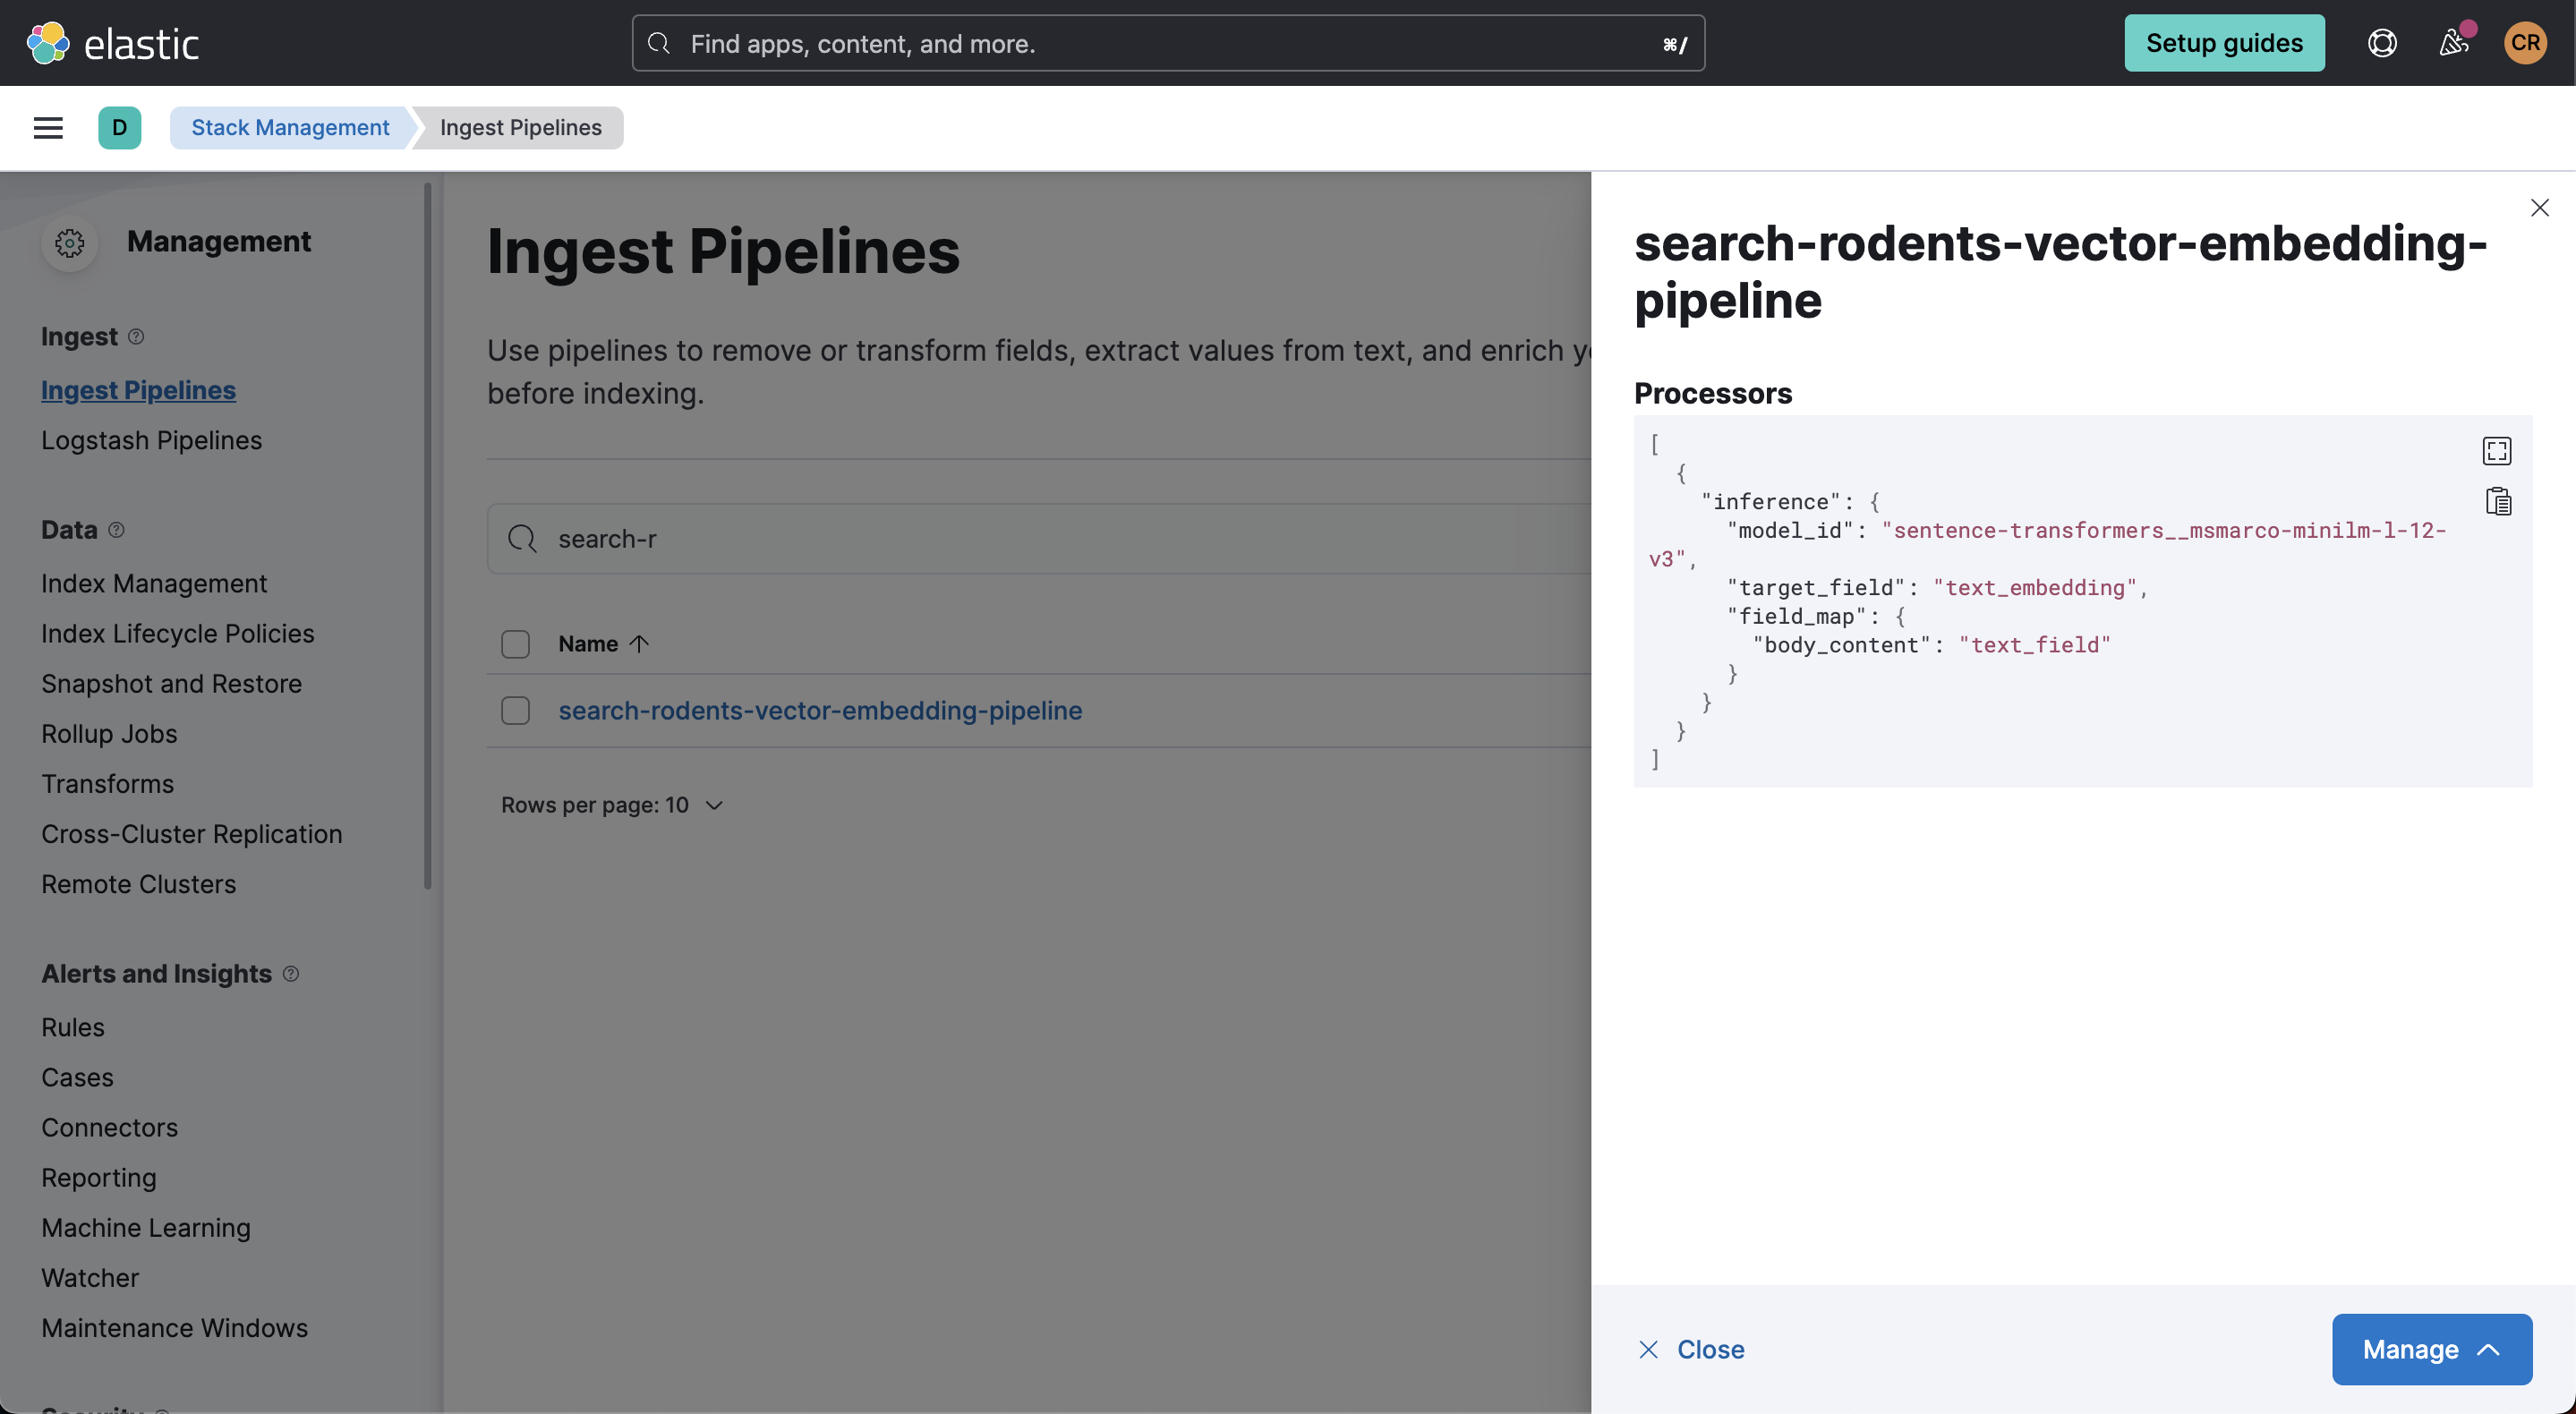 elastic
Find apps, content, and more.
⌘/
Setup guides
CR
D
Stack Management
Ingest Pipelines
Management
Ingest
Ingest Pipelines
Logstash Pipelines
Data
Index Management
Index Lifecycle Policies
Snapshot and Restore
Rollup Jobs
Transforms
Cross-Cluster Replication
Remote Clusters
Alerts and Insights
Rules
Cases
Connectors
Reporting
Machine Learning
Watcher
Maintenance Windows
Security
Ingest Pipelines
Use pipelines to remove or transform fields, extract values from text, and enrich
before indexing.
search-r
Name
search-rodents-vector-embedding-pipeline
Rows per page: 10
search-rodents-vector-embedding-
pipeline
Processors
[
{
"inference": {
"model_id": "sentence-transformers__msmarco-minilm-l-12-
v3",
"target_field": "text_embedding",
"field_map": {
"body_content": "text_field"
}
}
}
]
Close
Manage